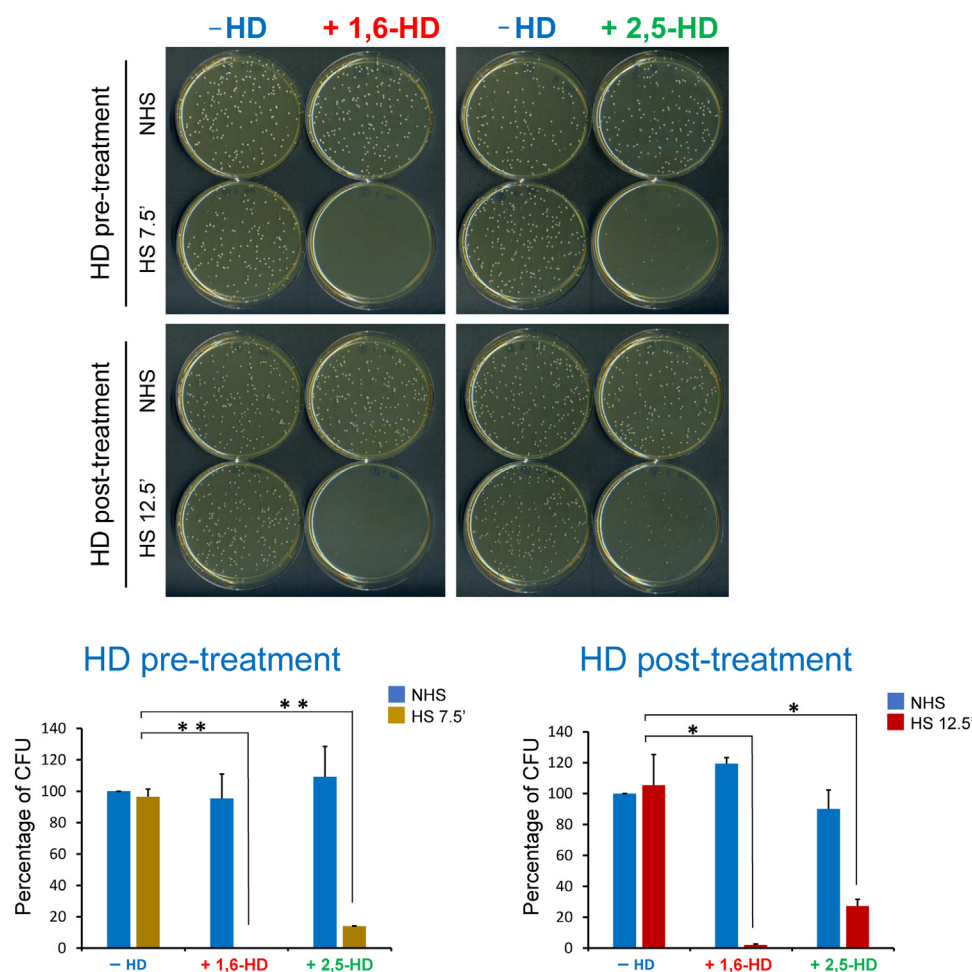 – HD + 1,6-HD - HD + 2,5-HD
HD pre-treatment
NHS
HS 7.5’
HD post-treatment
NHS
HS 12.5’
HD pre-treatment
NHS
HS 7.5’
* *
* *
Percentage of CFU
140
120
100
80
60
40
20
0
– HD + 1,6-HD + 2,5-HD
HD post-treatment
NHS
HS 12.5’
*
*
Percentage of CFU
140
120
100
80
60
40
20
0
– HD + 1,6-HD + 2,5-HD